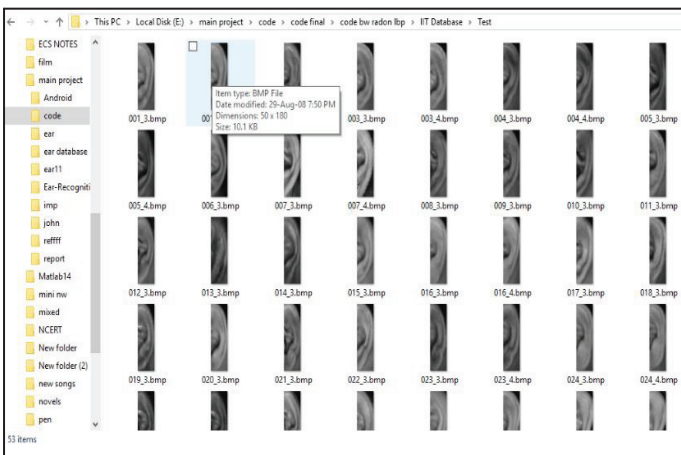 This PC > Local Disk (E:) > main project > code > code final > code bw radon lbp > IIT Database > Test
ECS NOTES
film
main project
Android
code
ear
ear database
ear11
Ear-Recogniti
imp
john
reffff
report
Matlab14
mini nw
mixed
NCERT
New folder
New folder (2)
new songs
novels
pen
53 items
Item type: BMP File
Date modified: 29-Aug-08 7:50 PM
Dimensions: 50 x 180
Size: 10.1 KB
001_3.bmp 003_3.bmp 003_4.bmp 004_3.bmp 004_4.bmp 005_3.bmp
005_4.bmp 006_3.bmp 007_3.bmp 007_4.bmp 008_3.bmp 009_3.bmp 010_3.bmp 011_3.bmp
012_3.bmp 013_3.bmp 014_3.bmp 015_3.bmp 016_3.bmp 016_4.bmp 017_3.bmp 018_3.bmp
019_3.bmp 020_3.bmp 021_3.bmp 022_3.bmp 023_3.bmp 023_4.bmp 024_3.bmp 024_4.bmp